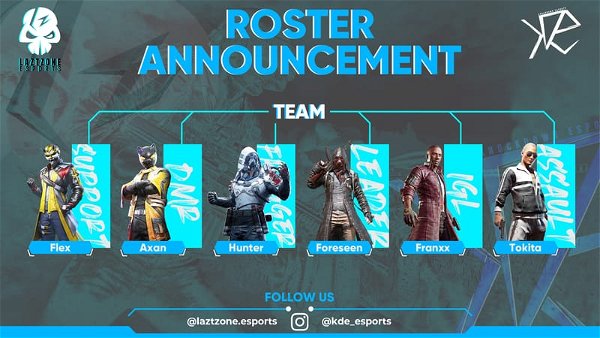 ROSTER
ANNOUNCEMENT
LAZTZONE
ESPORTS
TEAM
SUPPORT
DMR
LEADER
IGL
ASSAULT
Flex
Axan
Hunter
Foreseen
Franxx
Tokita
FOLLOW US
@laztzone.esports
@kde_esports